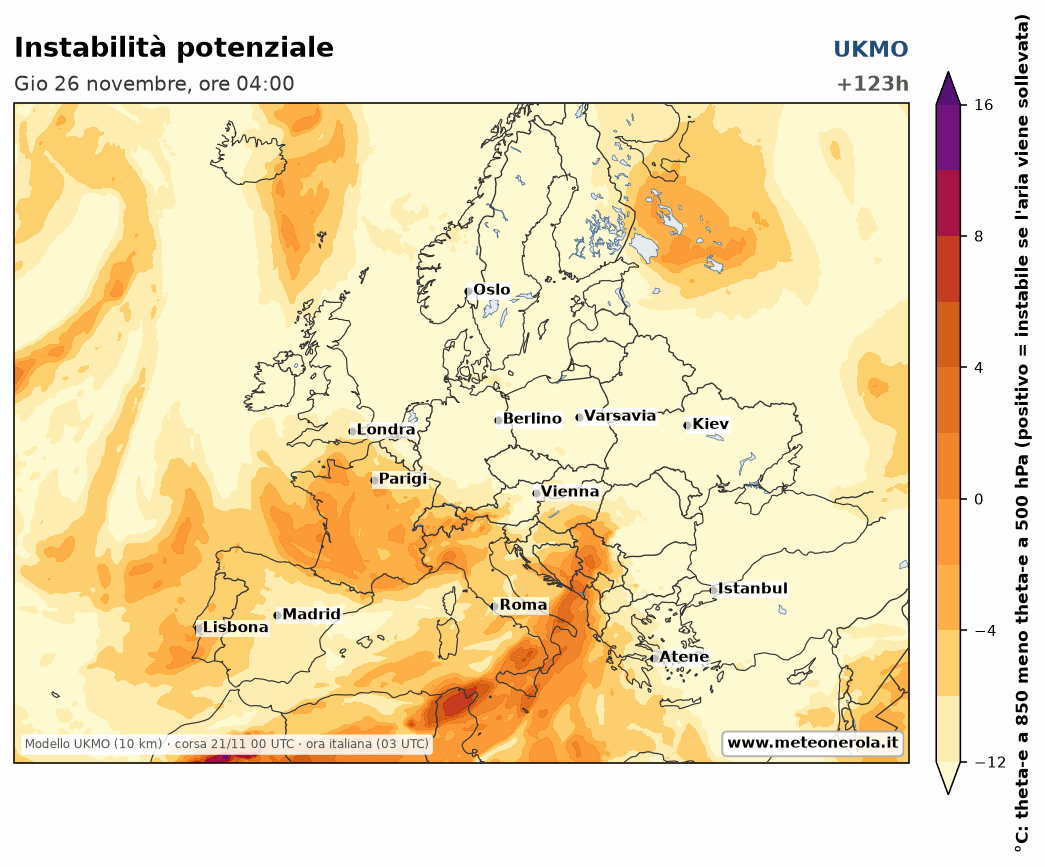 Instabilità potenziale
UKMO
Gio 26 novembre, ore 04:00
+123h
16
8
4
0
−4
−12
°C: theta-e a 850 meno theta-e a 500 hPa (positivo = instabile se l'aria viene sollevata)
Oslo
Berlino
Varsavia
Kiev
Londra
Parigi
Vienna
Istanbul
Roma
Madrid
Lisbona
Atene
Modello UKMO (10 km) · corsa 21/11 00 UTC · ora italiana (03 UTC)
www.meteonerola.it